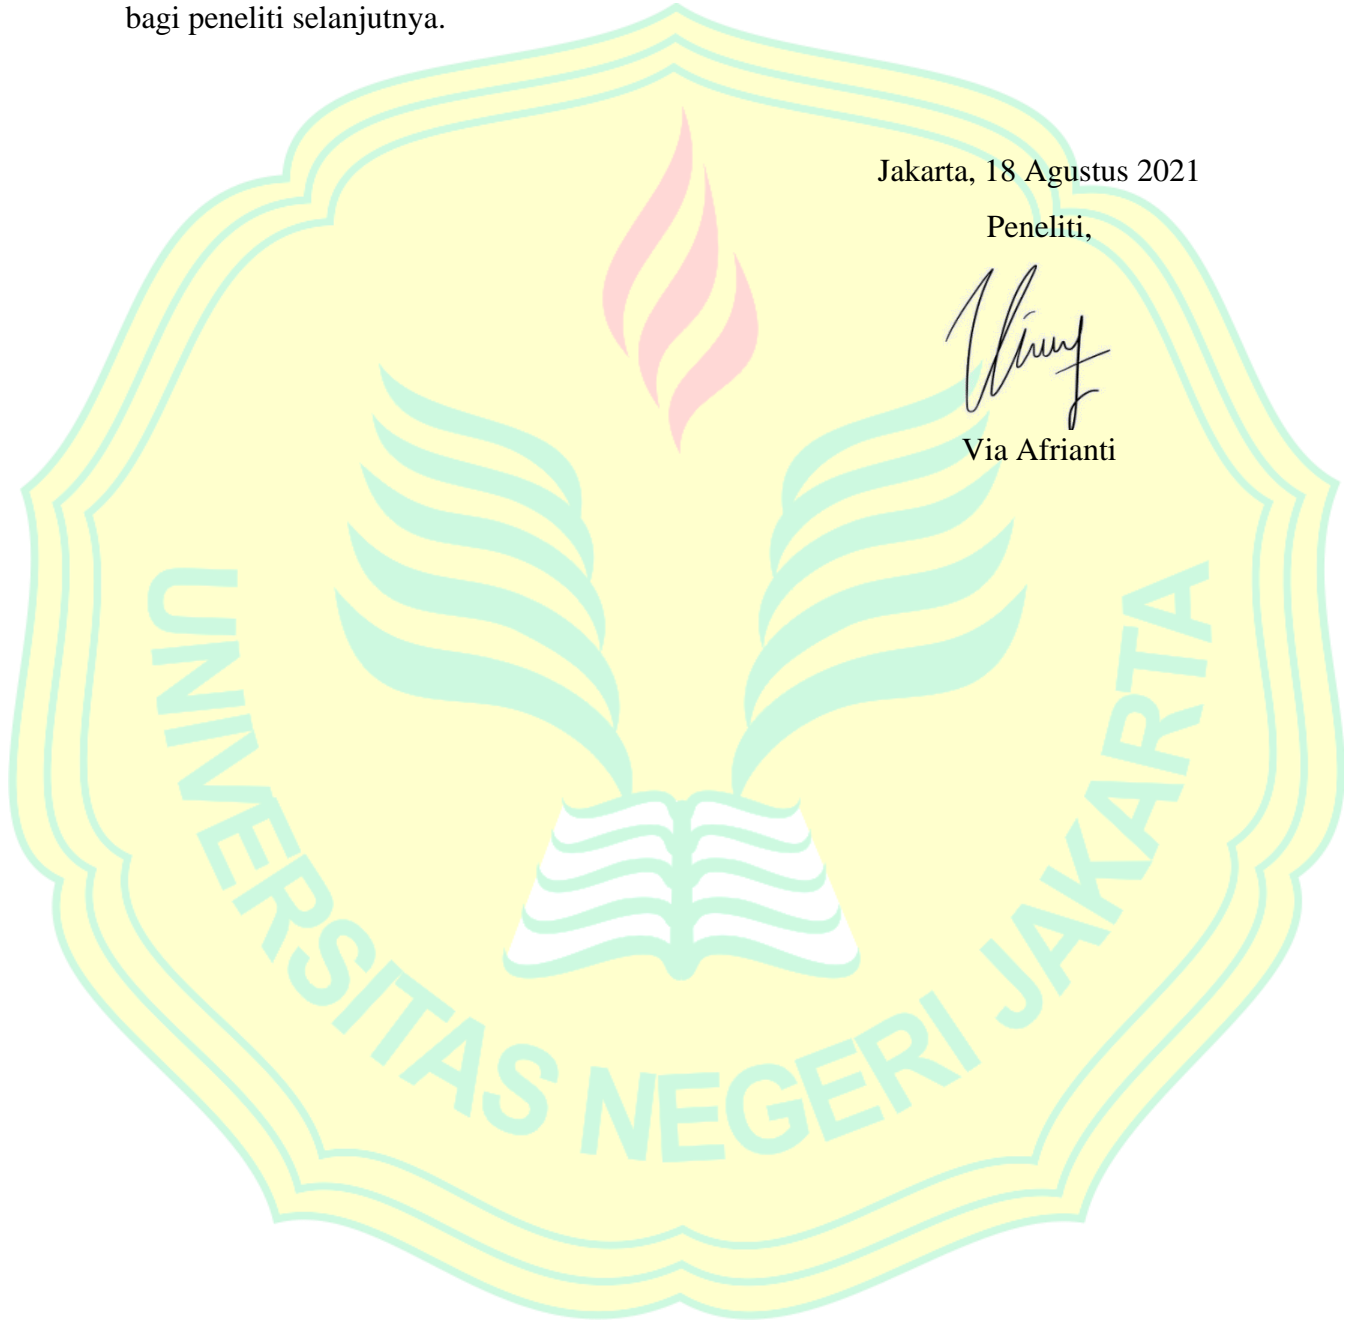 bagi peneliti selanjutnya.
Jakarta, 18 Agustus 2021
Peneliti,
Via Afrianti
UNIVERSITAS NEGERI JAKARTA